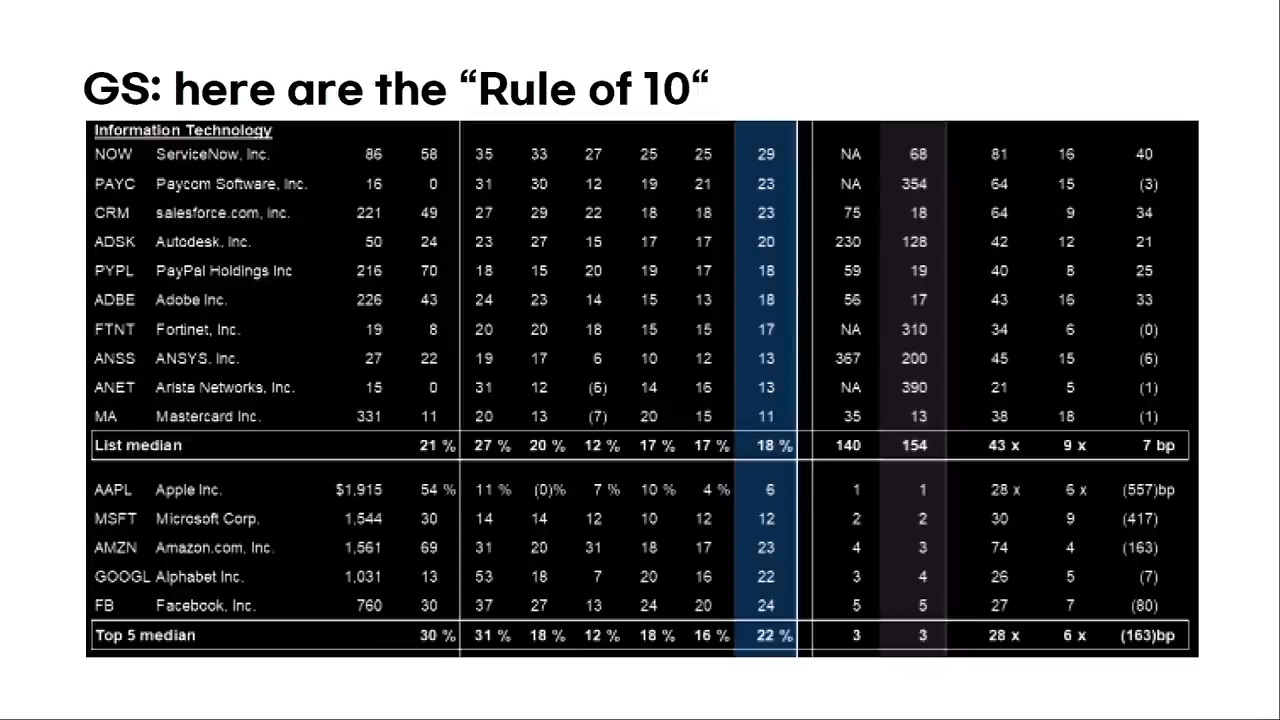 GS: here are the “Rule of 10“
Information Technology
NOW ServiceNow, Inc. 86 58 35 33 27 25 25 29 NA 68 81 16 40
PAYC Paycom Software, Inc. 16 0 31 30 12 19 21 23 NA 354 64 15 (3)
CRM salesforce.com, inc. 221 49 27 29 22 18 18 23 75 18 64 9 34
ADSK Autodesk, Inc. 50 24 23 27 15 17 17 20 230 128 42 12 21
PYPL PayPal Holdings Inc 216 70 18 15 20 19 17 18 59 19 40 8 25
ADBE Adobe Inc. 226 43 24 23 14 15 13 18 56 17 43 16 33
FTNT Fortinet, Inc. 19 8 20 20 18 15 15 17 NA 310 34 6 (0)
ANSS ANSYS, Inc. 27 22 19 17 6 10 12 13 367 200 45 15 (6)
ANET Arista Networks, Inc. 15 0 31 12 (6) 14 16 13 NA 390 21 5 (1)
MA Mastercard Inc. 331 11 20 13 (7) 20 15 11 35 13 38 18 (1)
List median 21 % 27 % 20 % 12 % 17 % 17 % 18 % 140 154 43 x 9 x 7 bp
AAPL Apple Inc. $1,915 54 % 11 % (0)% 7 % 10 % 4 % 6 1 1 28 x 6 x (557)bp
MSFT Microsoft Corp. 1,544 30 14 14 12 10 12 12 2 2 30 9 (417)
AMZN Amazon.com, Inc. 1,561 69 31 20 31 18 17 23 4 3 74 4 (163)
GOOGL Alphabet Inc. 1,031 13 53 18 7 20 16 22 3 4 26 5 (7)
FB Facebook, Inc. 760 30 37 27 13 24 20 24 5 5 27 7 (80)
Top 5 median 30 % 31 % 18 % 12 % 18 % 16 % 22 % 3 3 28 x 6 x (163)bp